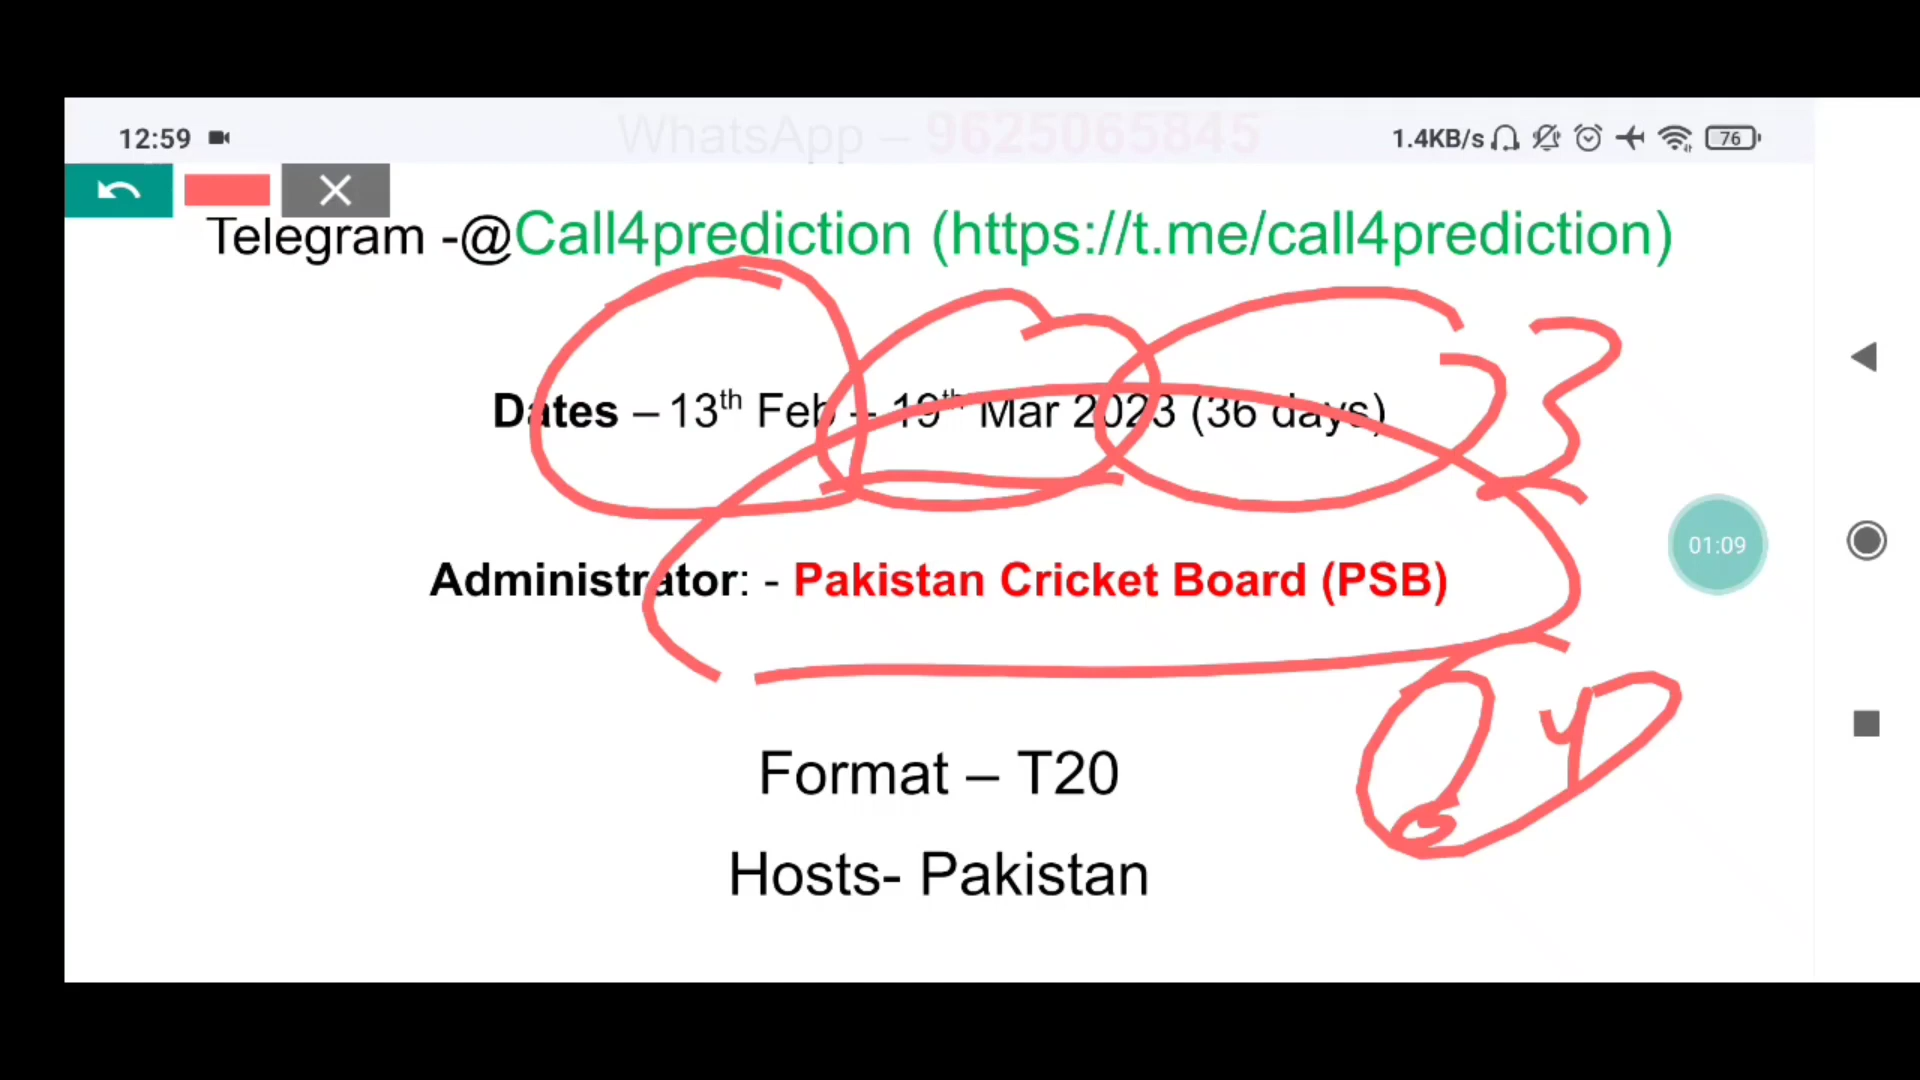 WhatsApp – 9625065845
12:59 1.4KB/s 76
Telegram -@Call4prediction (https://t.me/call4prediction)
Dates – 13th Feb – 19th Mar 2023 (36 days)
01:09
Administrator: - Pakistan Cricket Board (PSB)
Format – T20
Hosts- Pakistan